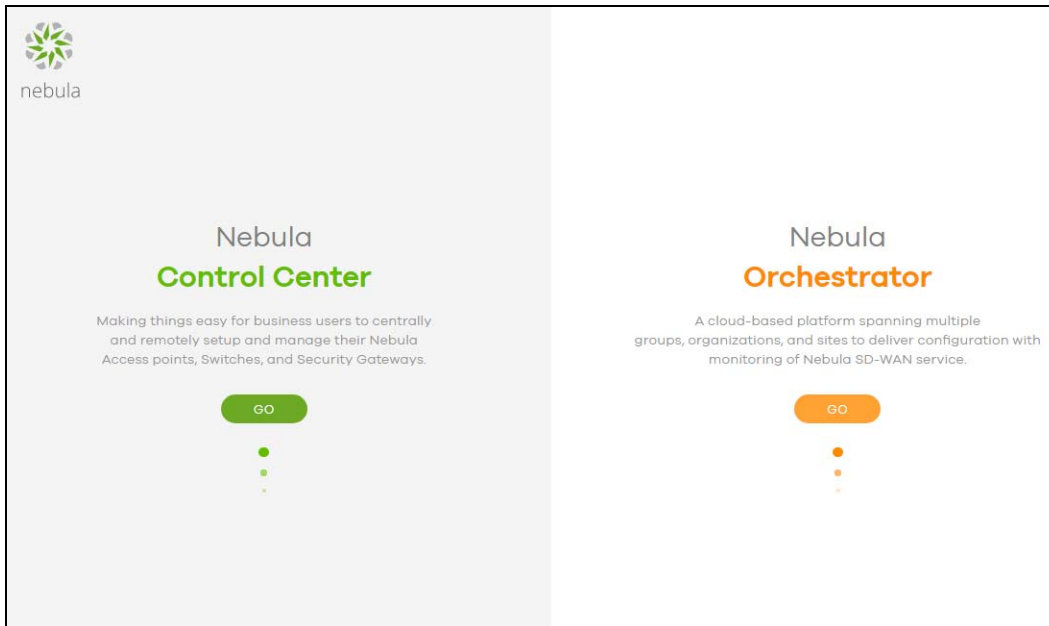 nebula
Nebula
Control Center
Making things easy for business users to centrally
and remotely setup and manage their Nebula
Access points, Switches, and Security Gateways.
GO
Nebula
Orchestrator
A cloud-based platform spanning multiple
groups, organizations, and sites to deliver configuration with
monitoring of Nebula SD-WAN service.
GO